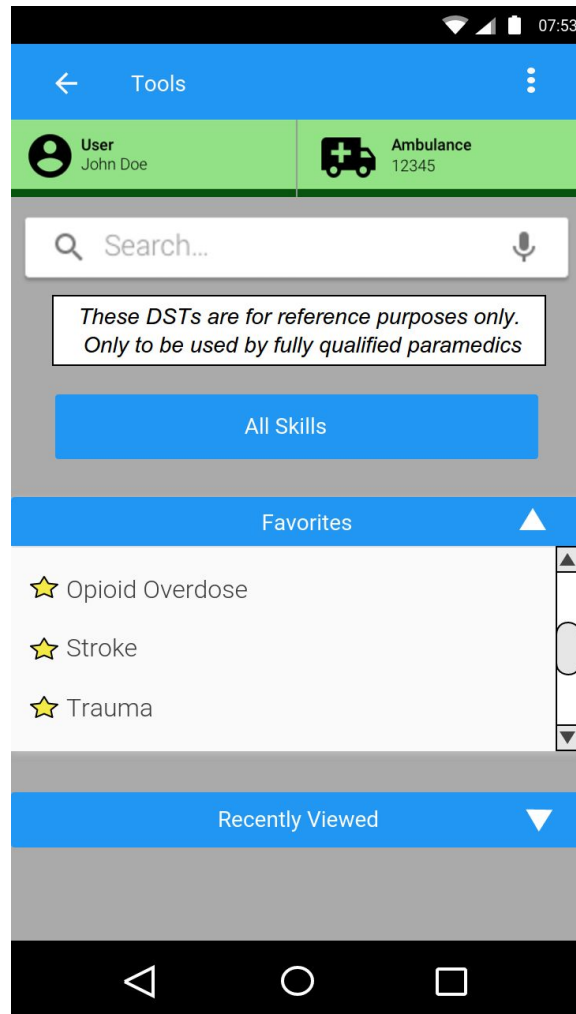 07:53
Tools
User
John Doe
Ambulance
12345
Search...
These DSTs are for reference purposes only.
Only to be used by fully qualified paramedics
All Skills
Favorites
Opioid Overdose
Stroke
Trauma
Recently Viewed